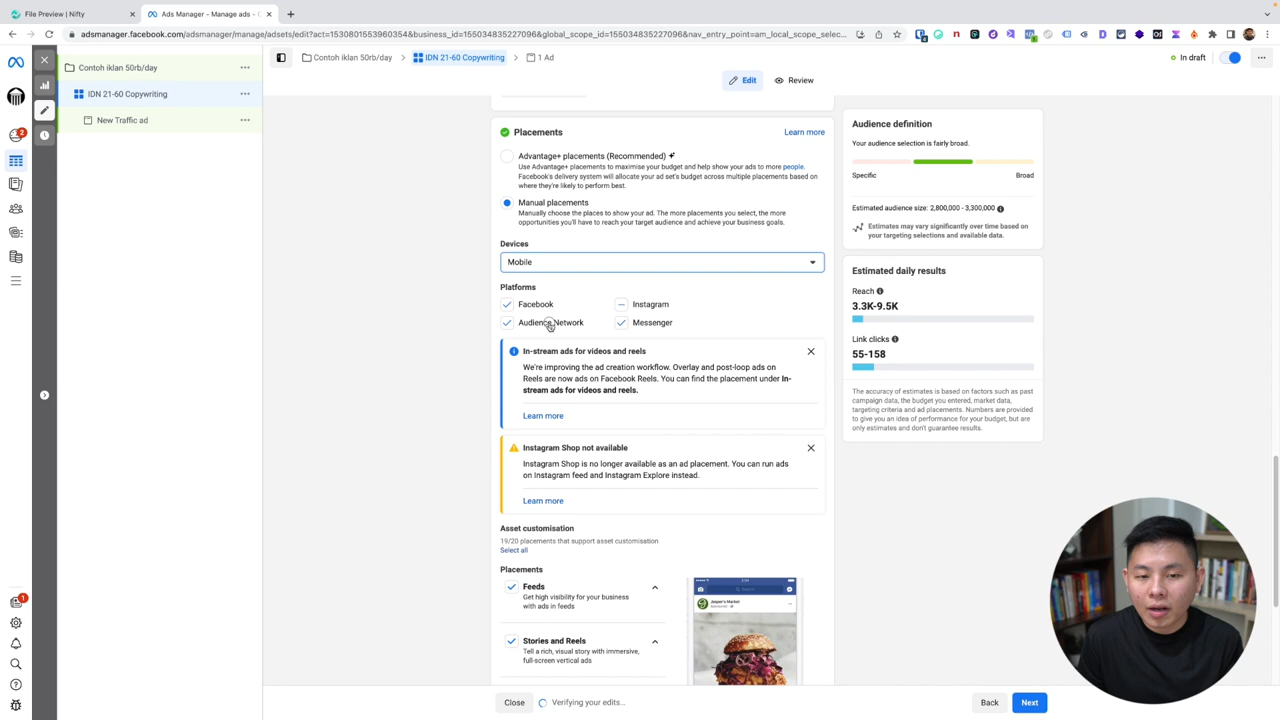 File Preview | Nifty
Ads Manager - Manage ads - C
adsmanager.facebook.com/adsmanager/manage/adsets/edit?act=1530801553960354&business_id=155034835227096&global_scope_id=155034835227096&nav_entry_point=am_local_scope_selec...
Contoh iklan 50rb/day
IDN 21-60 Copywriting
New Traffic ad
Contoh iklan 50rb/day
IDN 21-60 Copywriting
1 Ad
In draft
Edit
Review
Placements
Learn more
Advantage+ placements (Recommended)
Use Advantage+ placements to maximise your budget and help show your ads to more people.
Facebook's delivery system will allocate your ad set's budget across multiple placements based on
where they're likely to perform best.
Manual placements
Manually choose the places to show your ad. The more placements you select, the more
opportunities you'll have to reach your target audience and achieve your business goals.
Devices
Mobile
Platforms
Facebook
Instagram
Audience Network
Messenger
In-stream ads for videos and reels
We're improving the ad creation workflow. Overlay and post-loop ads on
Reels are now ads on Facebook Reels. You can find the placement under In-
stream ads for videos and reels.
Learn more
Instagram Shop not available
Instagram Shop is no longer available as an ad placement. You can run ads
on Instagram feed and Instagram Explore instead.
Learn more
Asset customisation
19/20 placements that support asset customisation
Select all
Placements
Feeds
Get high visibility for your business
with ads in feeds
Stories and Reels
Tell a rich, visual story with immersive,
full-screen vertical ads
Jasper's Market
Close
Verifying your edits...
Back
Next
Audience definition
Your audience selection is fairly broad.
Specific
Broad
Estimated audience size: 2,800,000 - 3,300,000
Estimates may vary significantly over time based on
your targeting selections and available data.
Estimated daily results
Reach
3.3K-9.5K
Link clicks
55-158
The accuracy of estimates is based on factors such as past
campaign data, the budget you entered, market data,
targeting criteria and ad placements. Numbers are provided
to give you an idea of performance for your budget, but are
only estimates and don't guarantee results.
2
1